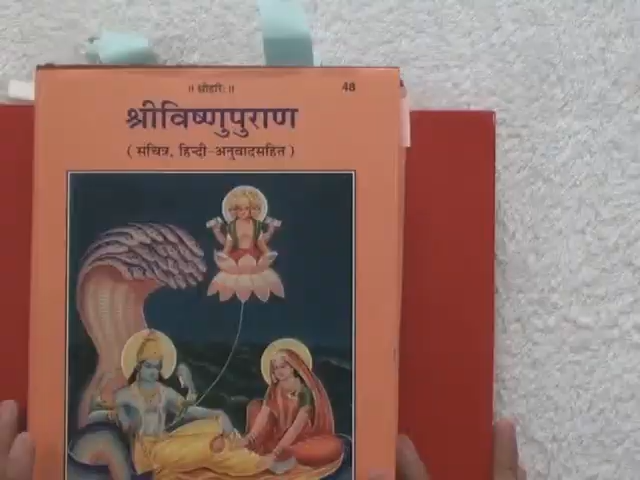 ॥ श्रीहरिः ॥
48
श्रीविष्णुपुराण
( सचित्र, हिन्दी-अनुवादसहित )